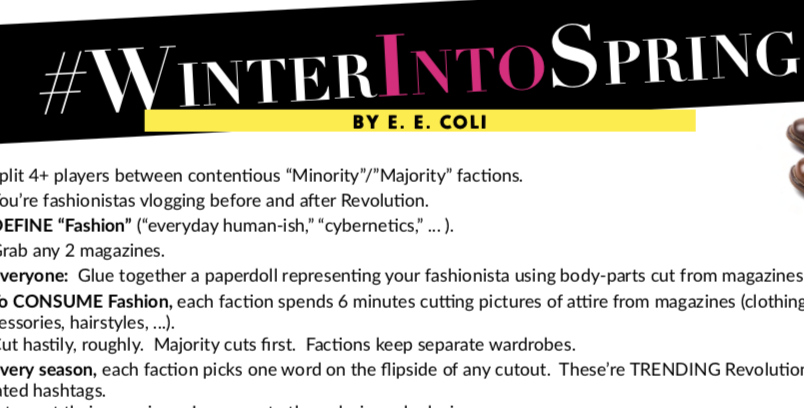 #WINTERINTOSPRING
BY E. E. COLI
plit 4+ players between contentious “Minority”/”Majority” factions.
ou’re fashionistas vlogging before and after Revolution.
DEFINE “Fashion” (“everyday human-ish,” “cybernetics,” ... ).
Grab any 2 magazines.
veryone: Glue together a paperdoll representing your fashionista using body-parts cut from magazines
o CONSUME Fashion, each faction spends 6 minutes cutting pictures of attire from magazines (clothing
essories, hairstyles, ...).
ut hastily, roughly. Majority cuts first. Factions keep separate wardrobes.
very season, each faction picks one word on the flipside of any cutout. These’re TRENDING Revolution
ated hashtags.